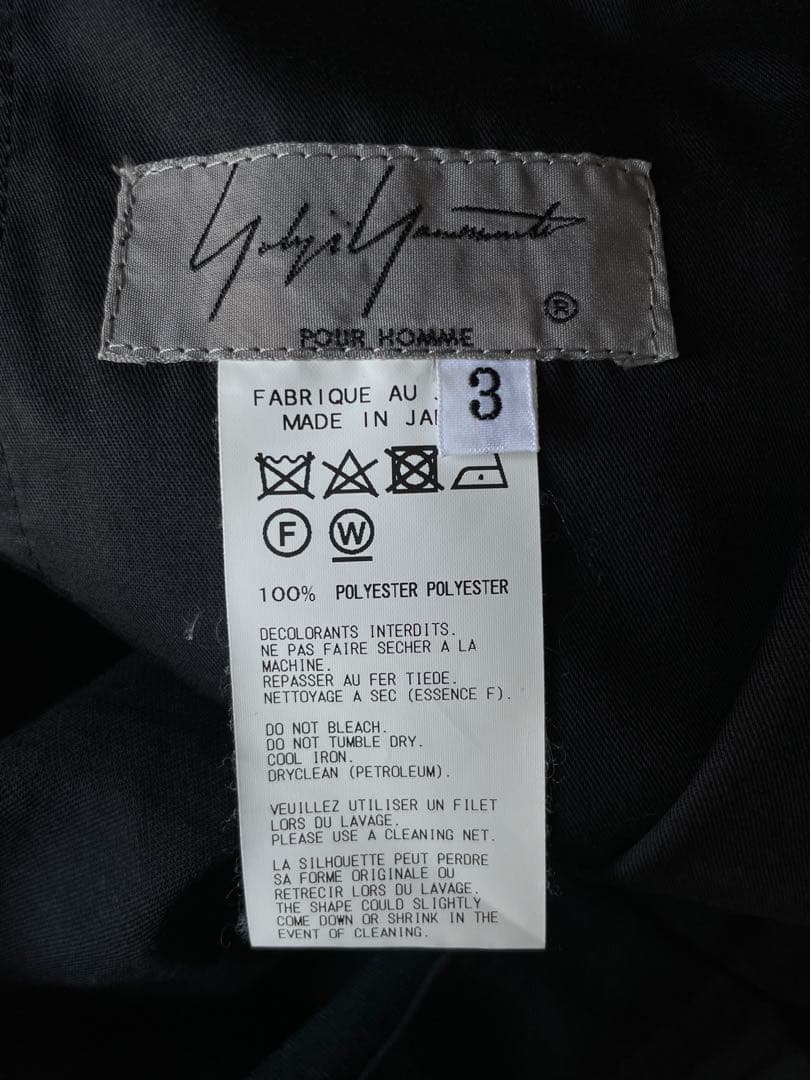 Yohji Yamamoto
®
POUR HOMME
FABRIQUE AU
3
MADE IN JA
F W
100% POLYESTER POLYESTER
DECOLORANTS INTERDITS.
NE PAS FAIRE SECHER A LA
MACHINE.
REPASSER AU FER TIEDE.
NETTOYAGE A SEC (ESSENCE F).
DO NOT BLEACH.
DO NOT TUMBLE DRY.
COOL IRON.
DRYCLEAN (PETROLEUM).
VEUILLEZ UTILISER UN FILET
LORS DU LAVAGE.
PLEASE USE A CLEANING NET.
LA SILHOUETTE PEUT PERDRE
SA FORME ORIGINALE OU
RETRECIR LORS DU LAVAGE.
THE SHAPE COULD SLIGHTLY
COME DOWN OR SHRINK IN THE
EVENT OF CLEANING.